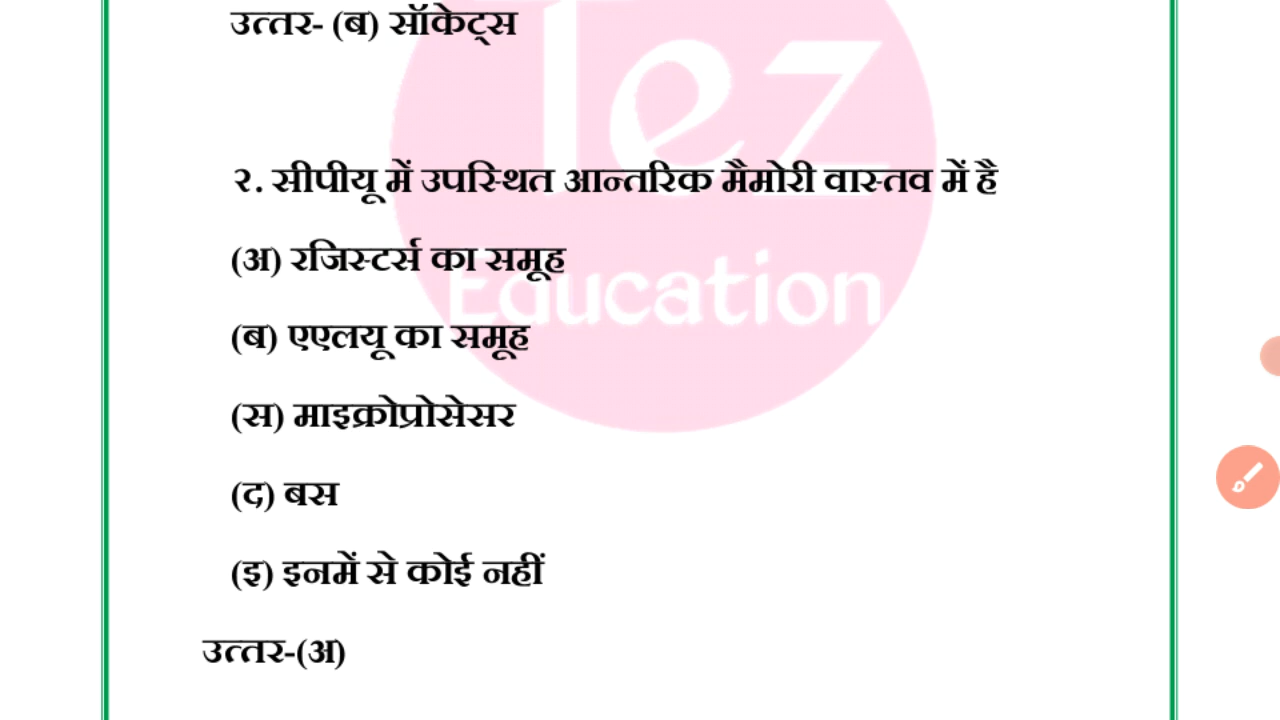 उत्तर- (ब) सॉकेट्स
Tez
२. सीपीयू में उपस्थित आन्तरिक मैमोरी वास्तव में है
(अ) रजिस्टर्स का समूह
Education
(ब) एएलयू का समूह
(स) माइक्रोप्रोसेसर
(द) बस
(इ) इनमें से कोई नहीं
उत्तर-(अ)